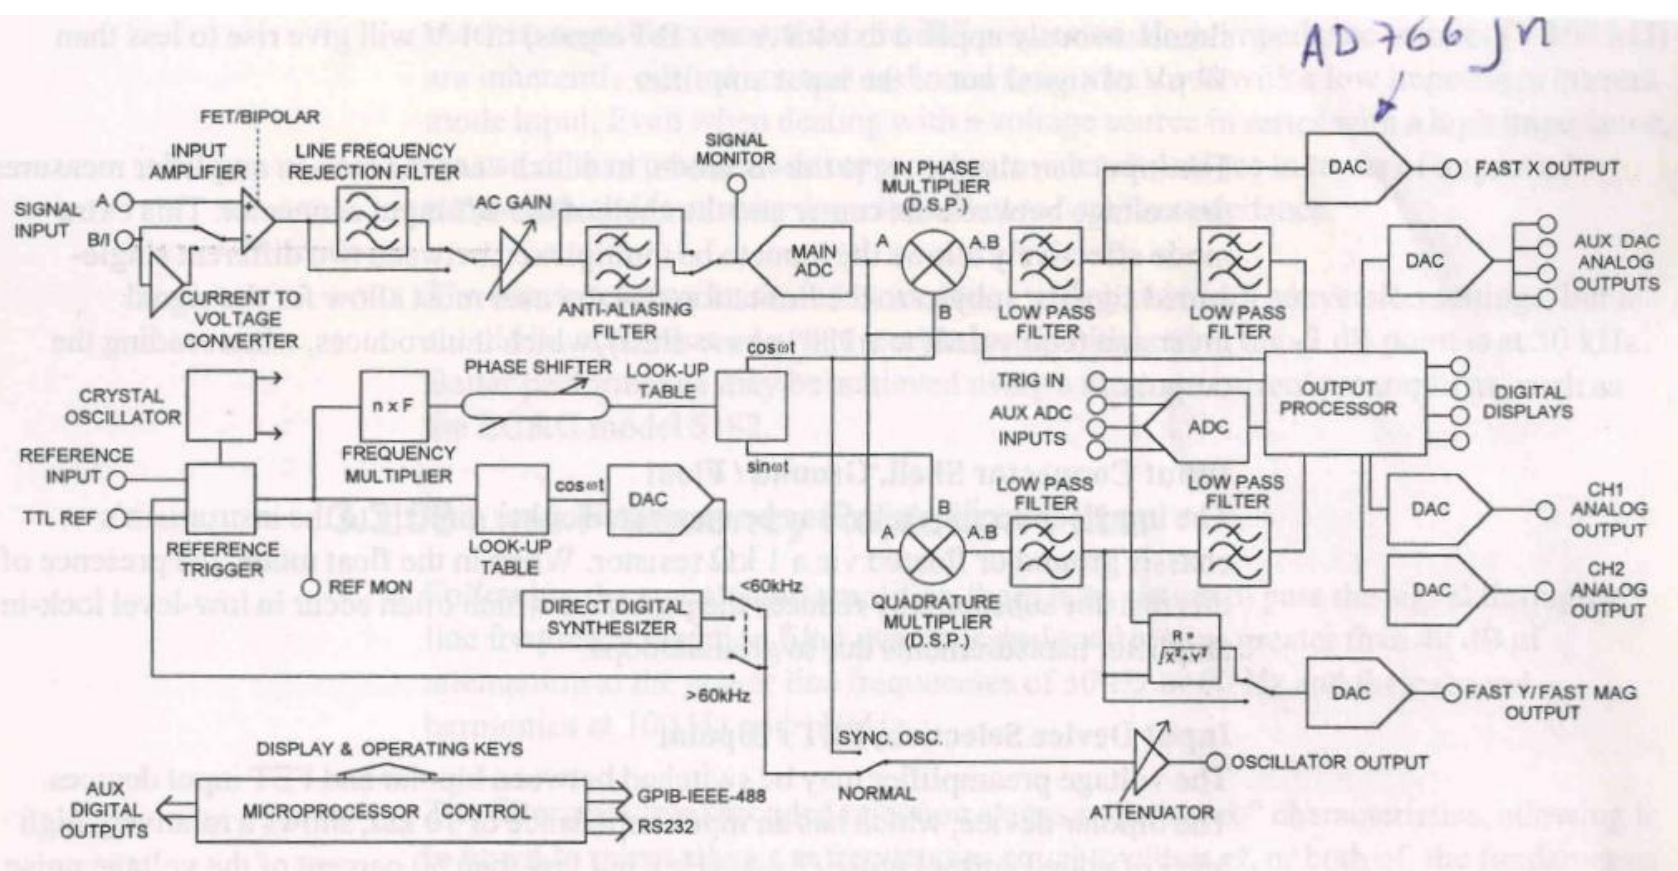 AD 766 JN
FET/BIPOLAR
INPUT
AMPLIFIER
LINE FREQUENCY
REJECTION FILTER
SIGNAL
MONITOR
AC GAIN
IN PHASE
MULTIPLIER
(D.S.P.)
DAC
FAST X OUTPUT
SIGNAL
INPUT
A
B/I
CURRENT TO
VOLTAGE
CONVERTER
ANTI-ALIASING
FILTER
MAIN
ADC
A
A.B
B
LOW PASS
FILTER
LOW PASS
FILTER
DAC
AUX DAC
ANALOG
OUTPUTS
CRYSTAL
OSCILLATOR
n x F
FREQUENCY
MULTIPLIER
PHASE SHIFTER
LOOK-UP
TABLE
cosωt
sinωt
TRIG IN
AUX ADC
INPUTS
ADC
OUTPUT
PROCESSOR
DIGITAL
DISPLAYS
REFERENCE
INPUT
TTL REF
REFERENCE
TRIGGER
REF MON
LOOK-UP
TABLE
cosωt
DAC
A
B
A.B
QUADRATURE
MULTIPLIER
(D.S.P.)
LOW PASS
FILTER
LOW PASS
FILTER
DAC
CH1
ANALOG
OUTPUT
DAC
CH2
ANALOG
OUTPUT
DIRECT DIGITAL
SYNTHESIZER
<60kHz
>60kHz
R =
√X²+Y²
DAC
FAST Y/FAST MAG
OUTPUT
SYNC. OSC.
NORMAL
ATTENUATOR
OSCILLATOR OUTPUT
DISPLAY & OPERATING KEYS
AUX
DIGITAL
OUTPUTS
MICROPROCESSOR CONTROL
GPIB-IEEE-488
RS232